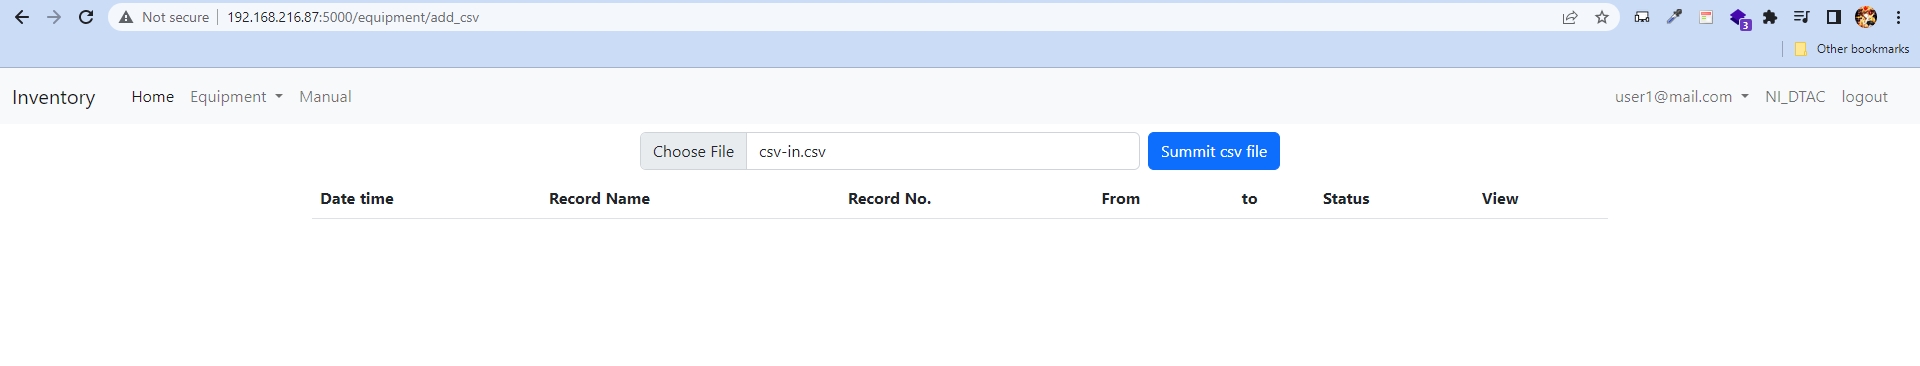 Not secure 192.168.216.87:5000/equipment/add_csv
3
Other bookmarks
Inventory Home Equipment Manual user1@mail.com NI_DTAC logout
Choose File csv-in.csv Summit csv file
Date time Record Name Record No. From to Status View